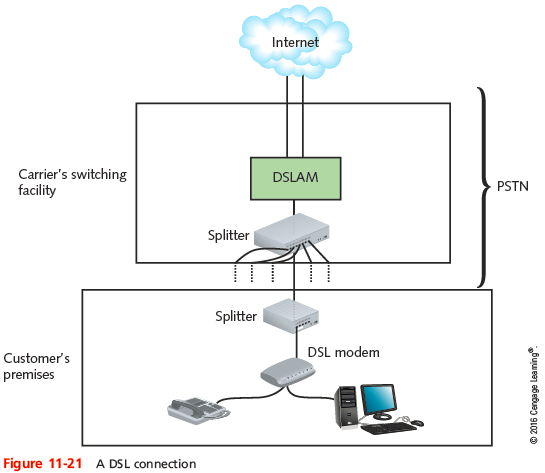 Internet
Carrier's switching
facility
DSLAM
PSTN
Splitter
Splitter
Customer's
premises
DSL modem
© 2016 Cengage Learning®.
Figure 11-21 A DSL connection